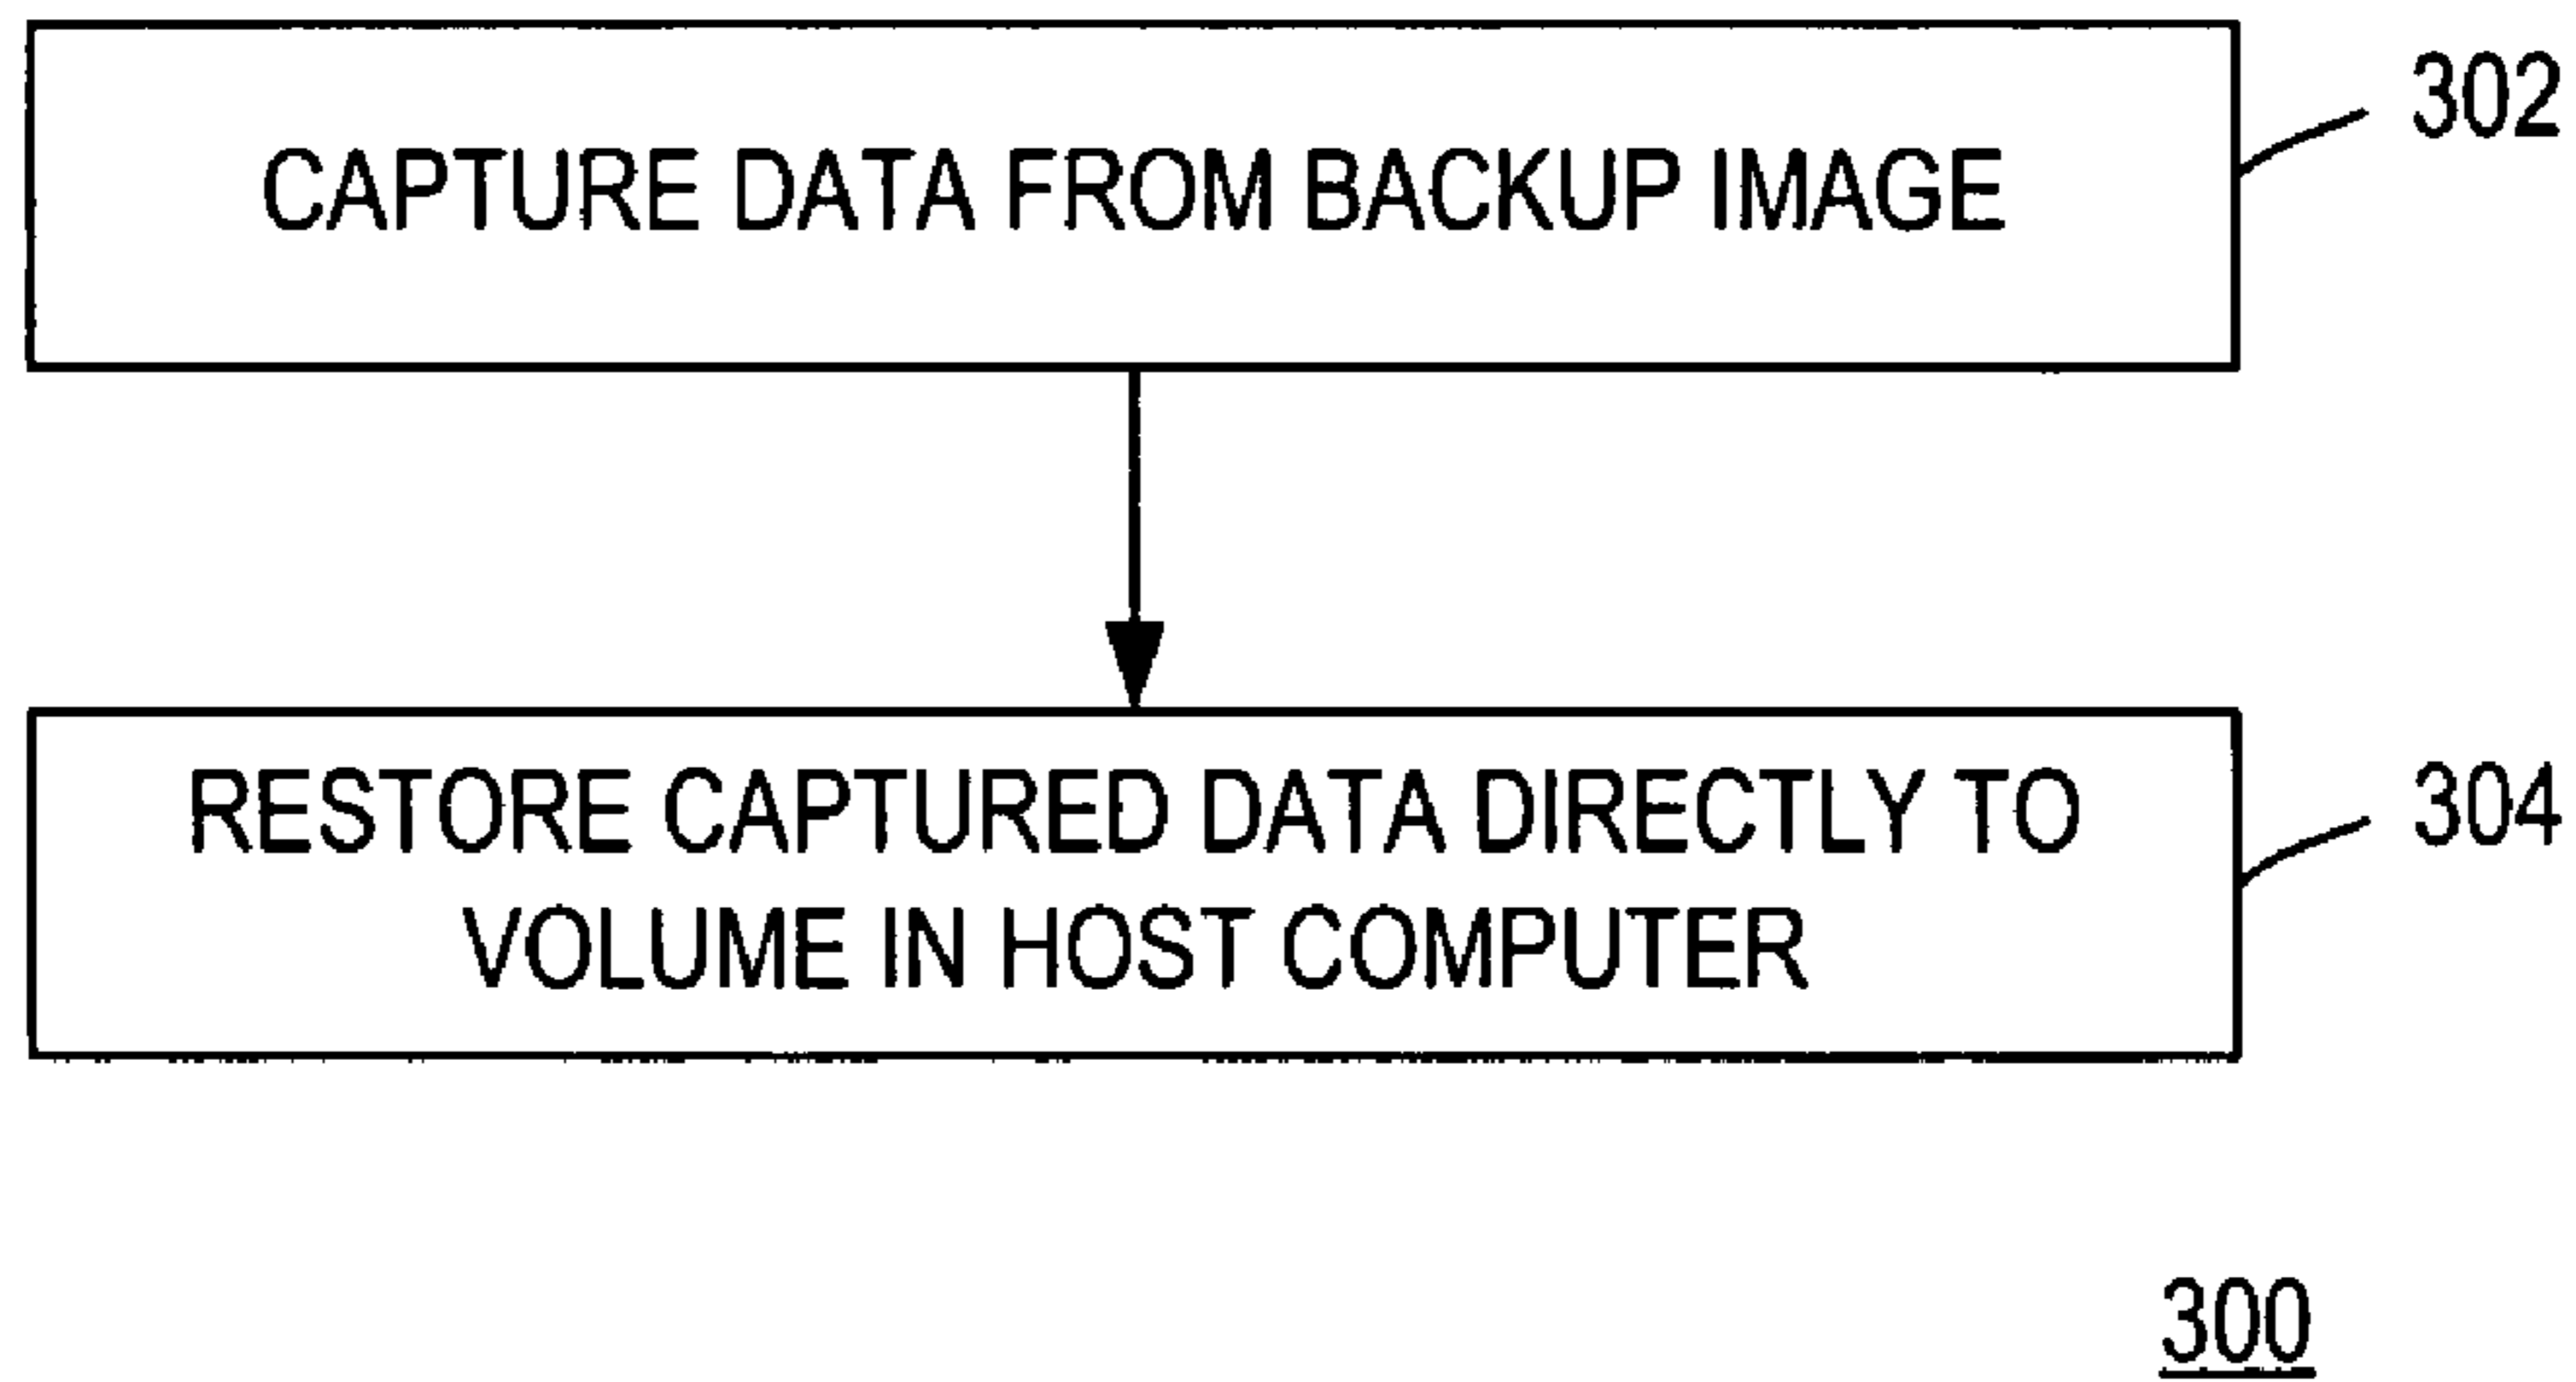 CAPTURE DATA FROM BACKUP IMAGE
302
RESTORE CAPTURED DATA DIRECTLY TO
VOLUME IN HOST COMPUTER
304
300